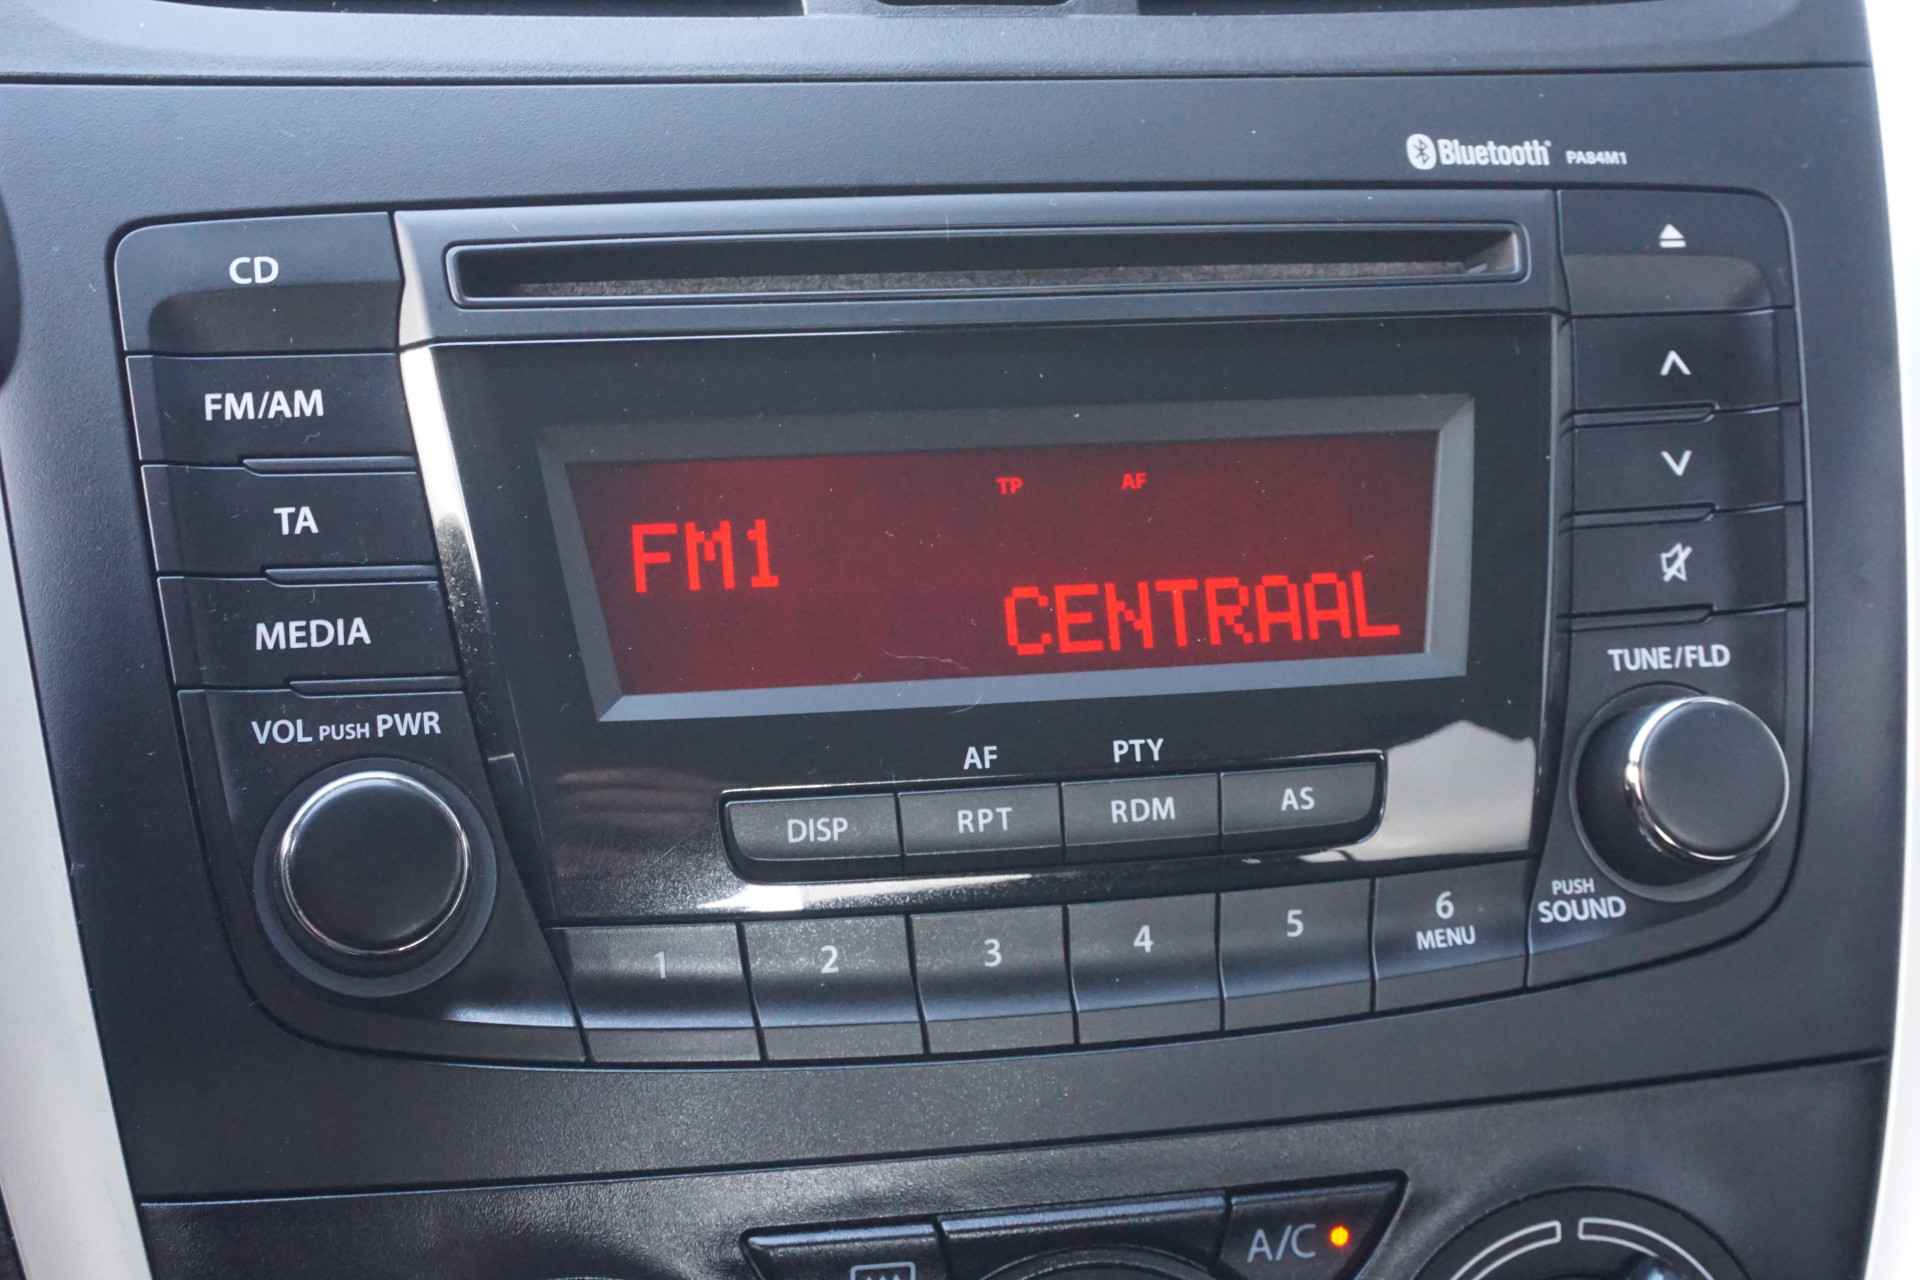 Bluetooth PA84M1
CD
FM/AM
TA
MEDIA
VOL PUSH PWR
TP AF
FM1
CENTRAAL
TUNE/FLD
AF PTY
DISP RPT RDM AS
PUSH
SOUND
1 2 3 4 5 6
MENU
A/C